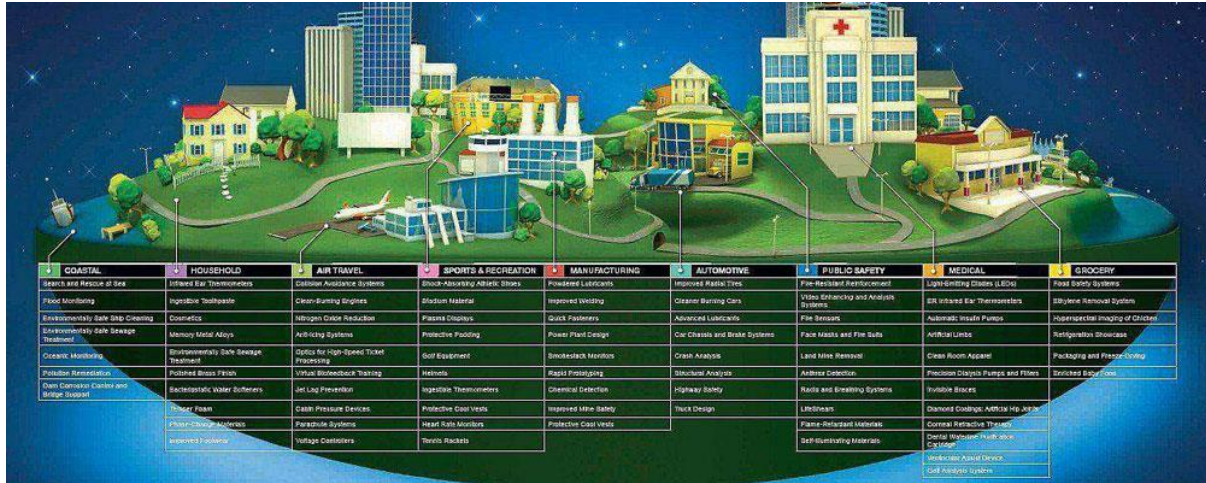 COASTAL
Search and Rescue at Sea
Flood Monitoring
Environmentally Safe Ship Cleaning
Environmentally Safe Sewage
Treatment
Oceanic Monitoring
Pollution Remediation
Dam Corrosion Control and
Bridge Support
HOUSEHOLD
Infrared Ear Thermometers
Ingestible Toothpaste
Cosmetics
Memory Metal Alloys
Environmentally Safe Sewage
Treatment
Polished Brass Finish
Bacteriostatic Water Softeners
Temper Foam
Phase-Change Materials
Improved Footwear
AIR TRAVEL
Collision Avoidance Systems
Clean-Burning Engines
Nitrogen Oxide Reduction
Anti-Icing Systems
Optics for High-Speed Ticket
Processing
Virtual Biofeedback Training
Jet Lag Prevention
Cabin Pressure Devices
Parachute Systems
Voltage Controllers
SPORTS & RECREATION
Shock-Absorbing Athletic Shoes
Stadium Material
Plasma Displays
Protective Padding
Golf Equipment
Helmets
Ingestible Thermometers
Protective Cool Vests
Heart Rate Monitors
Tennis Rackets
MANUFACTURING
Powdered Lubricants
Improved Welding
Quick Fasteners
Power Plant Design
Smokestack Monitors
Rapid Prototyping
Chemical Detection
Improved Mine Safety
Protective Cool Vests
AUTOMOTIVE
Improved Radial Tires
Cleaner Burning Cars
Advanced Lubricants
Car Chassis and Brake Systems
Crash Analysis
Structural Analysis
Highway Safety
Truck Design
PUBLIC SAFETY
Fire-Resistant Reinforcement
Video Enhancing and Analysis
Systems
Fire Sensors
Face Masks and Fire Suits
Land Mine Removal
Anthrax Detection
Radio and Breathing Systems
LifeShears
Flame-Retardant Materials
Self-Illuminating Materials
MEDICAL
Light-Emitting Diodes (LEDs)
ER Infrared Ear Thermometers
Automatic Insulin Pumps
Artificial Limbs
Clean Room Apparel
Precision Dialysis Pumps and Filters
Invisible Braces
Diamond Coatings; Artificial Hip Joints
Corneal Refractive Therapy
Dental Waterline Purification
Cartridge
Ventricular Assist Device
Gait Analysis System
GROCERY
Food Safety Systems
Ethylene Removal System
Hyperspectral Imaging of Chicken
Refrigeration Showcase
Packaging and Freeze-Drying
Enriched Baby Food